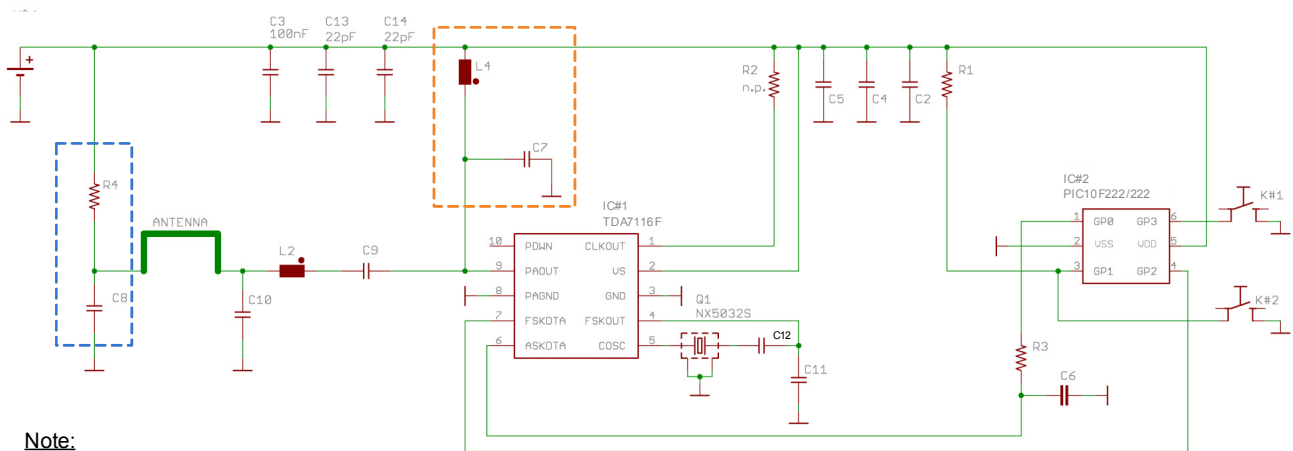 C3
100nF
C13
22pF
C14
22pF
+
L4
R2
n.p.
C5
C4
C2
R1
C7
R4
ANTENNA
C8
L2
C9
C10
IC#1
TDA7116F
10 PDWN CLKOUT 1
9 PAOUT VS 2
8 PAGND GND 3
7 FSKDTA FSKOUT 4
6 ASKDTA COSC 5
Q1
NX5032S
C12
C11
IC#2
PIC10F222/222
1 GP0 GP3 6
2 VSS VDD 5
3 GP1 GP2 4
K#1
K#2
R3
C6
Note: